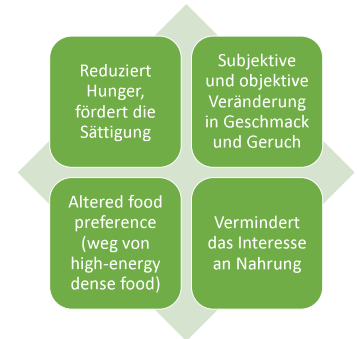 Reduziert
Hunger,
fördert die
Sättigung
Subjektive
und objektive
Veränderung
in Geschmack
und Geruch
Altered food
preference
(weg von
high-energy
dense food)
Vermindert
das Interesse
an Nahrung